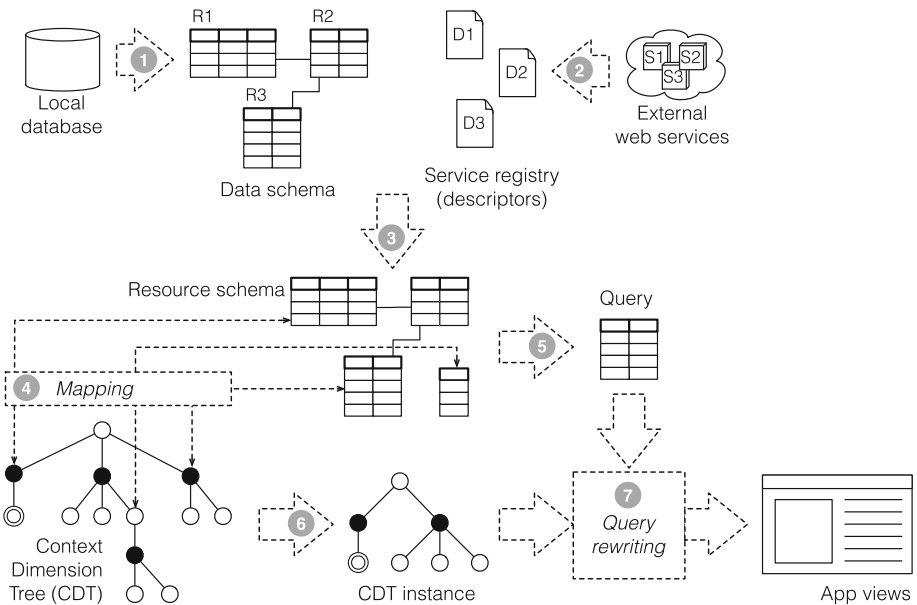 R1
R2
D1
1
D2
2
S1
S2
S3
Local
database
R3
D3
External
web services
Data schema
Service registry
(descriptors)
3
Resource schema
Query
5
4
Mapping
7
6
Query
rewriting
Context
Dimension
Tree (CDT)
CDT instance
App views